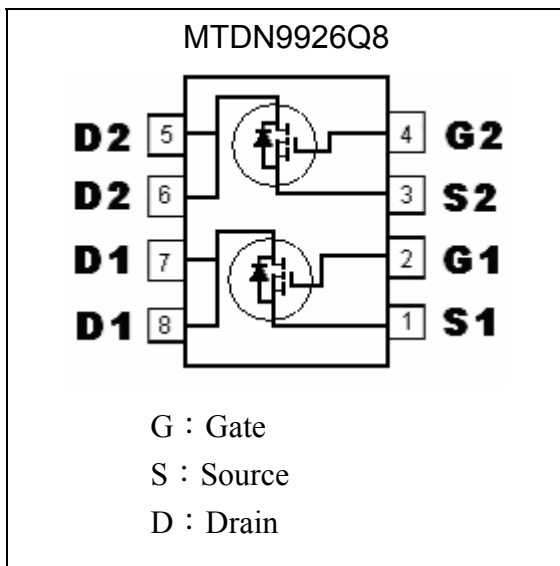 MTDN9926Q8
D2 5 4 G2
D2 6 3 S2
D1 7 2 G1
D1 8 1 S1
G：Gate
S：Source
D：Drain